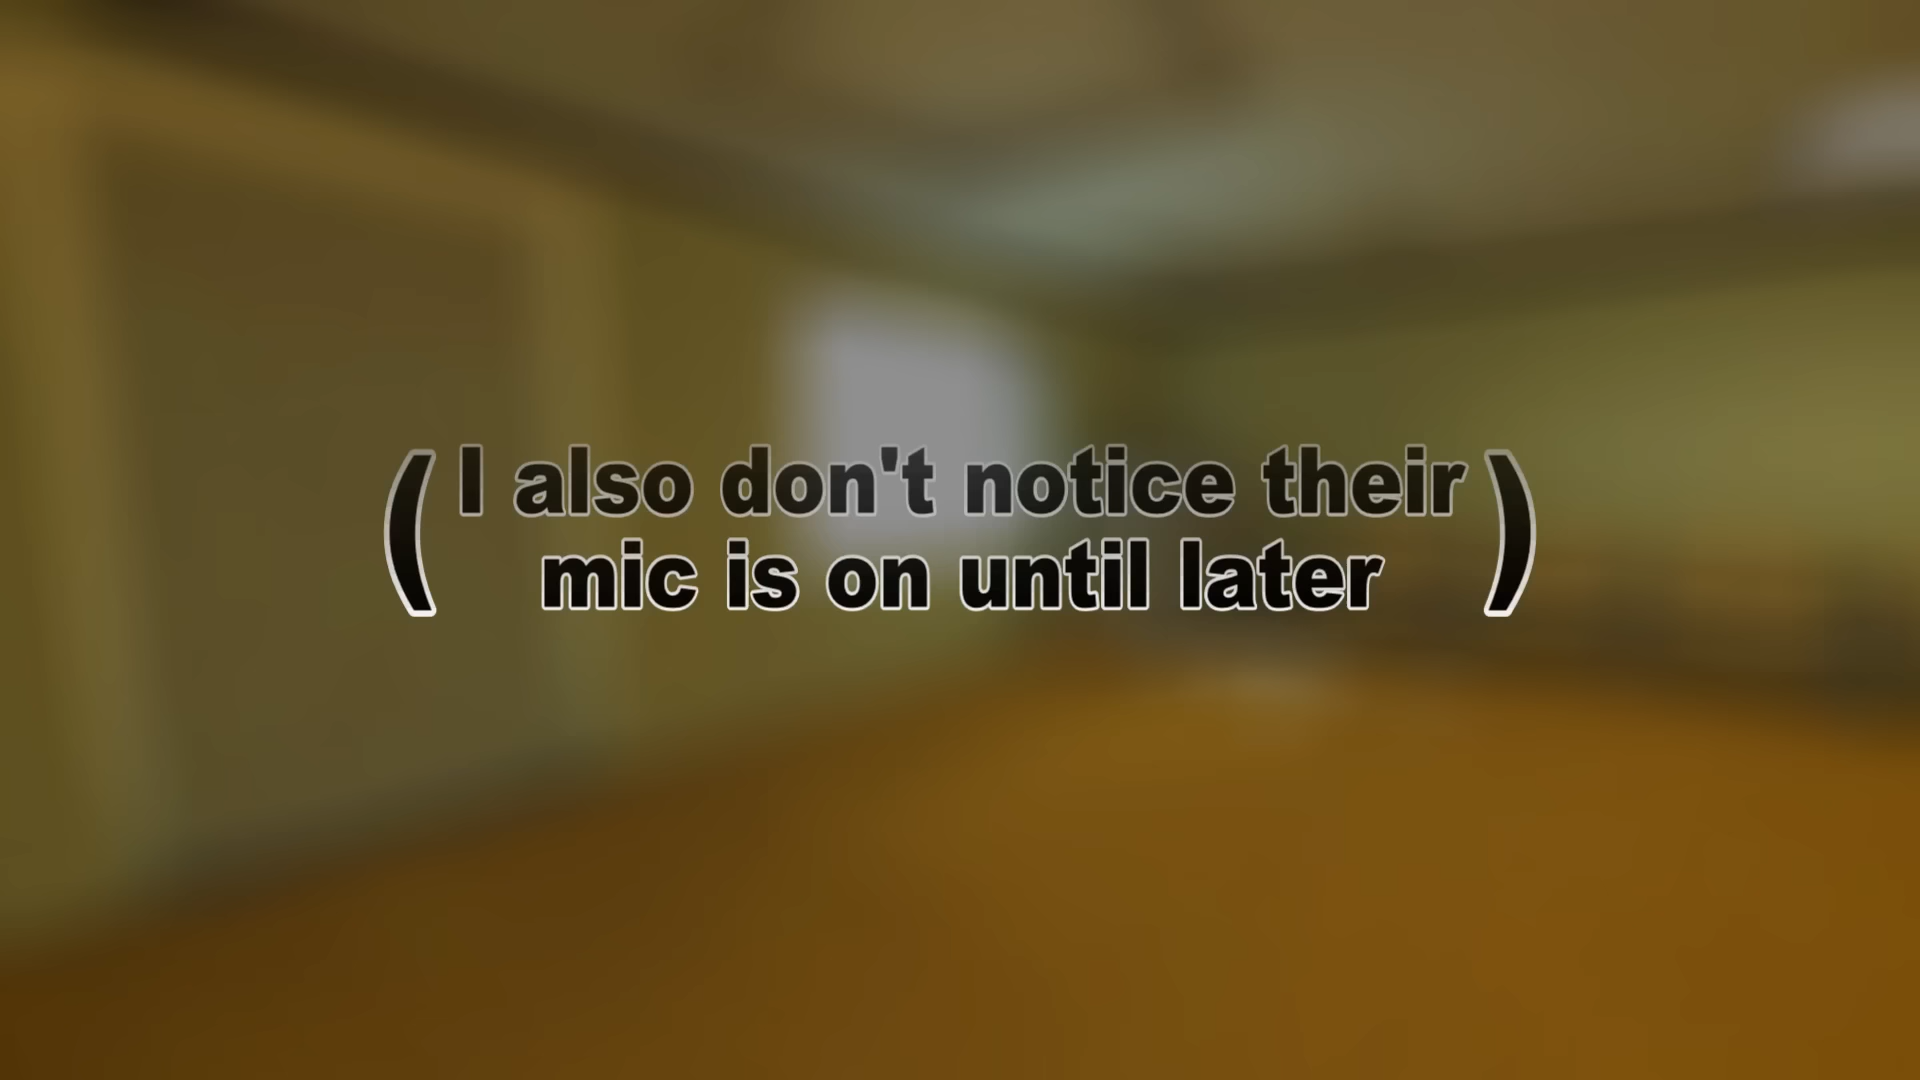 (I also don't notice their
mic is on until later)